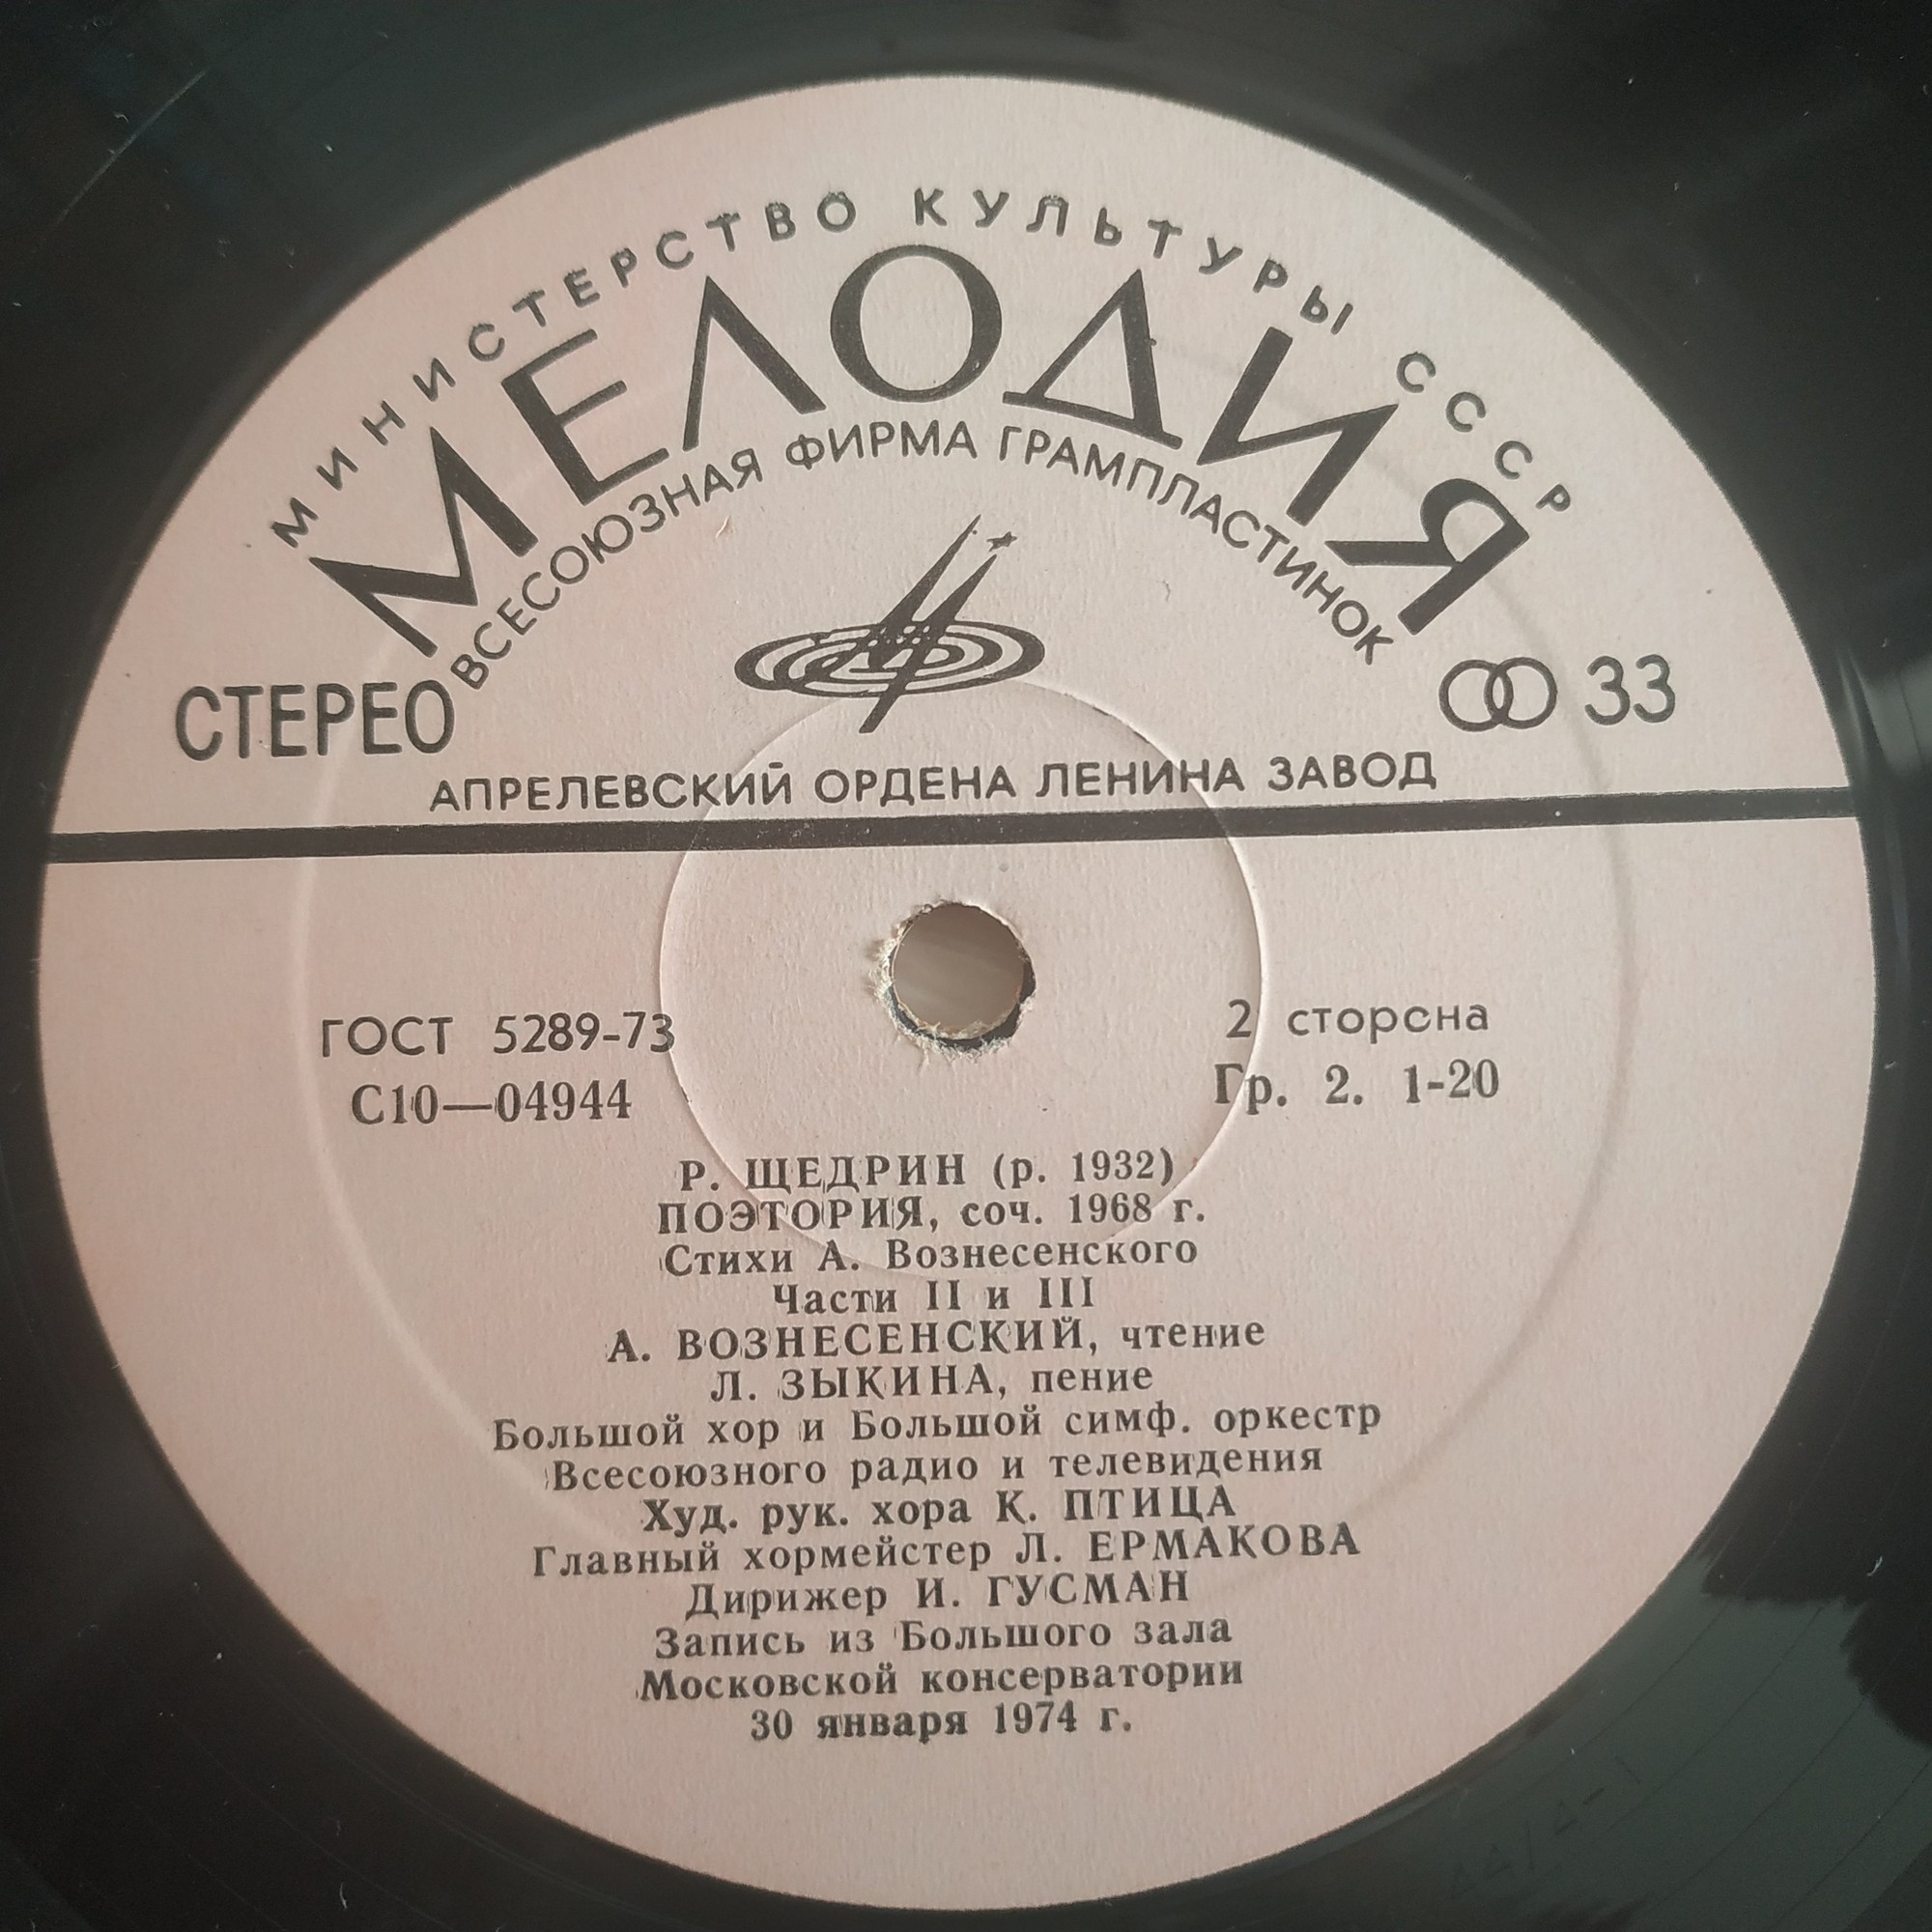 МИНИСТЕРСТВО КУЛЬТУРЫ СССР
МЕЛОДИЯ
ВСЕСОЮЗНАЯ ФИРМА ГРАМПЛАСТИНОК
СТЕРЕО
33
АПРЕЛЕВСКИЙ ОРДЕНА ЛЕНИНА ЗАВОД
ГОСТ 5289-73
2 сторона
С10—04944
Гр. 2. 1-20
Р. ЩЕДРИН (р. 1932)
ПОЭТОРИЯ, соч. 1968 г.
Стихи А. Вознесенского
Части II и III
А. ВОЗНЕСЕНСКИЙ, чтение
Л. ЗЫКИНА, пение
Большой хор и Большой симф. оркестр
Всесоюзного радио и телевидения
Худ. рук. хора К. ПТИЦА
Главный хормейстер Л. ЕРМАКОВА
Дирижер И. ГУСМАН
Запись из Большого зала
Московской консерватории
30 января 1974 г.